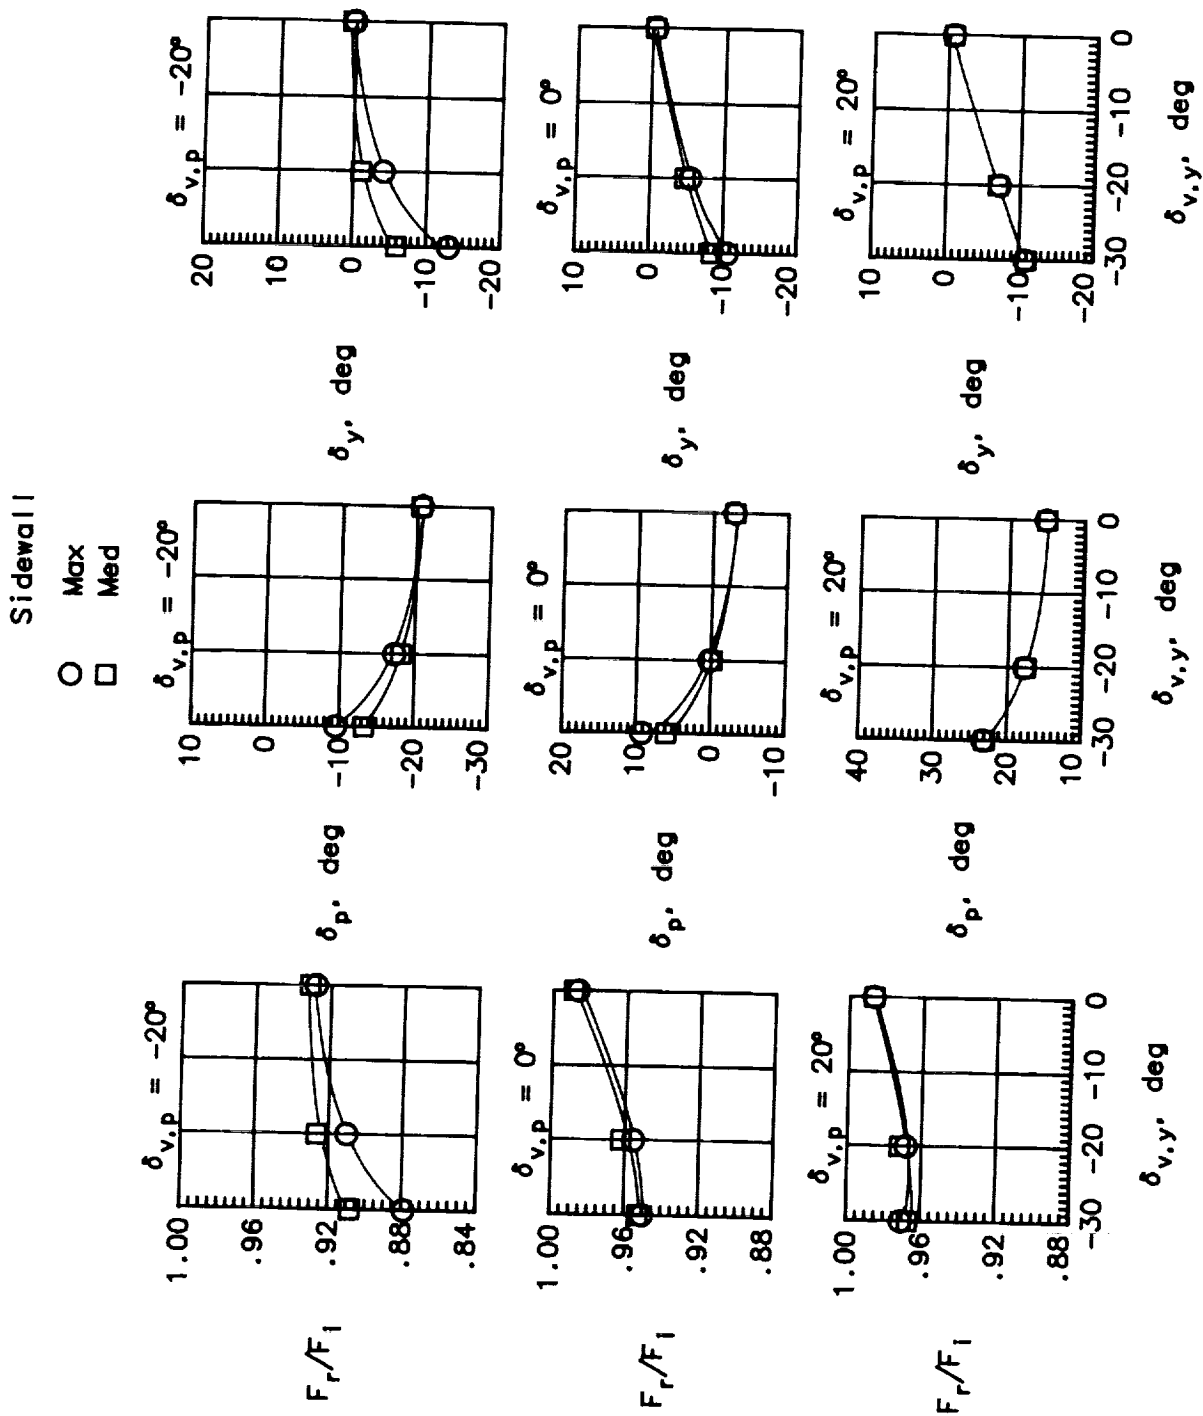 Sidewall
Max
Med
δv,p = -20°
1.00
.96
.92
.88
.84
Fr/Fi
δv,p = 0°
1.00
.96
.92
.88
Fr/Fi
δv,p = 20°
1.00
.96
.92
.88
Fr/Fi
-30 -20 -10 0
δv,y, deg
δv,p = -20°
10
0
-10
-20
-30
δp, deg
δv,p = 0°
20
10
0
-10
δp, deg
δv,p = 20°
40
30
20
10
δp, deg
-30 -20 -10 0
δv,y, deg
δv,p = -20°
20
10
0
-10
-20
δy, deg
δv,p = 0°
10
0
-10
-20
δy, deg
δv,p = 20°
10
0
-10
-20
δy, deg
-30 -20 -10 0
δv,y, deg